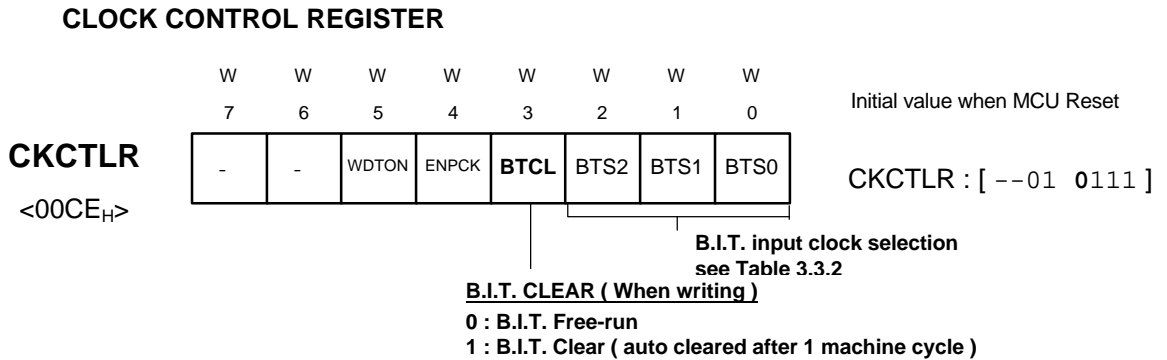 CLOCK CONTROL REGISTER
W W W W W W W W
7 6 5 4 3 2 1 0
Initial value when MCU Reset
CKCTLR
- - WDTON ENPCK BTCL BTS2 BTS1 BTS0
CKCTLR : [ --01 0111 ]
<00CEH>
B.I.T. input clock selection
see Table 3.3.2
B.I.T. CLEAR ( When writing )
0 : B.I.T. Free-run
1 : B.I.T. Clear ( auto cleared after 1 machine cycle )